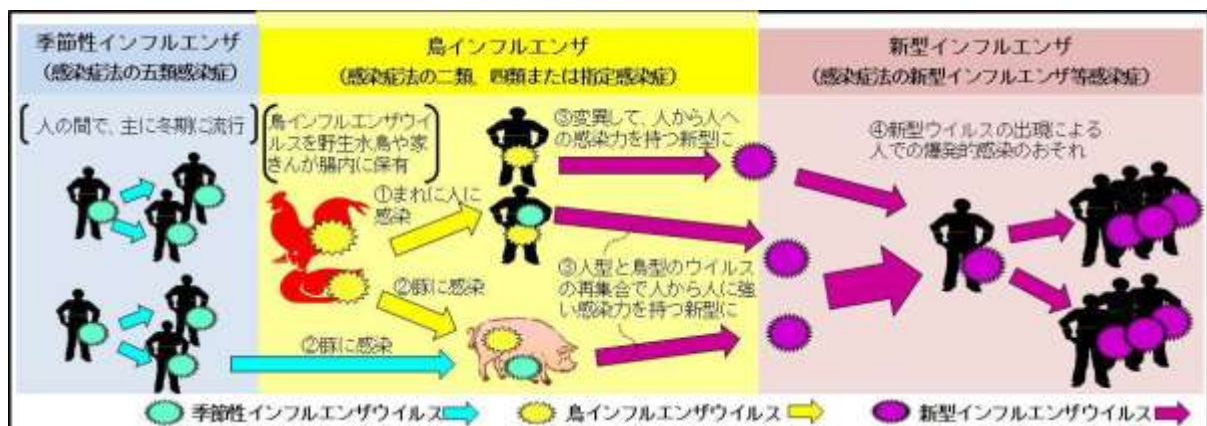 季節性インフルエンザ
(感染症法の五類感染症)
人の間で、主に冬期に流行
鳥インフルエンザ
(感染症法の二類、四類または指定感染症)
鳥インフルエンザウイ
ルスを野生水鳥や家
きんが腸内に保有
①まれに人に
感染
②豚に感染
②豚に感染
③変異して、人から人へ
の感染力を持つ新型に
③人型と鳥型のウイルス
の再集合で人から人に強
い感染力を持つ新型に
新型インフルエンザ
(感染症法の新型インフルエンザ等感染症)
④新型ウイルスの出現による
人での爆発的感染のおそれ
季節性インフルエンザウイルス
鳥インフルエンザウイルス
新型インフルエンザウイルス